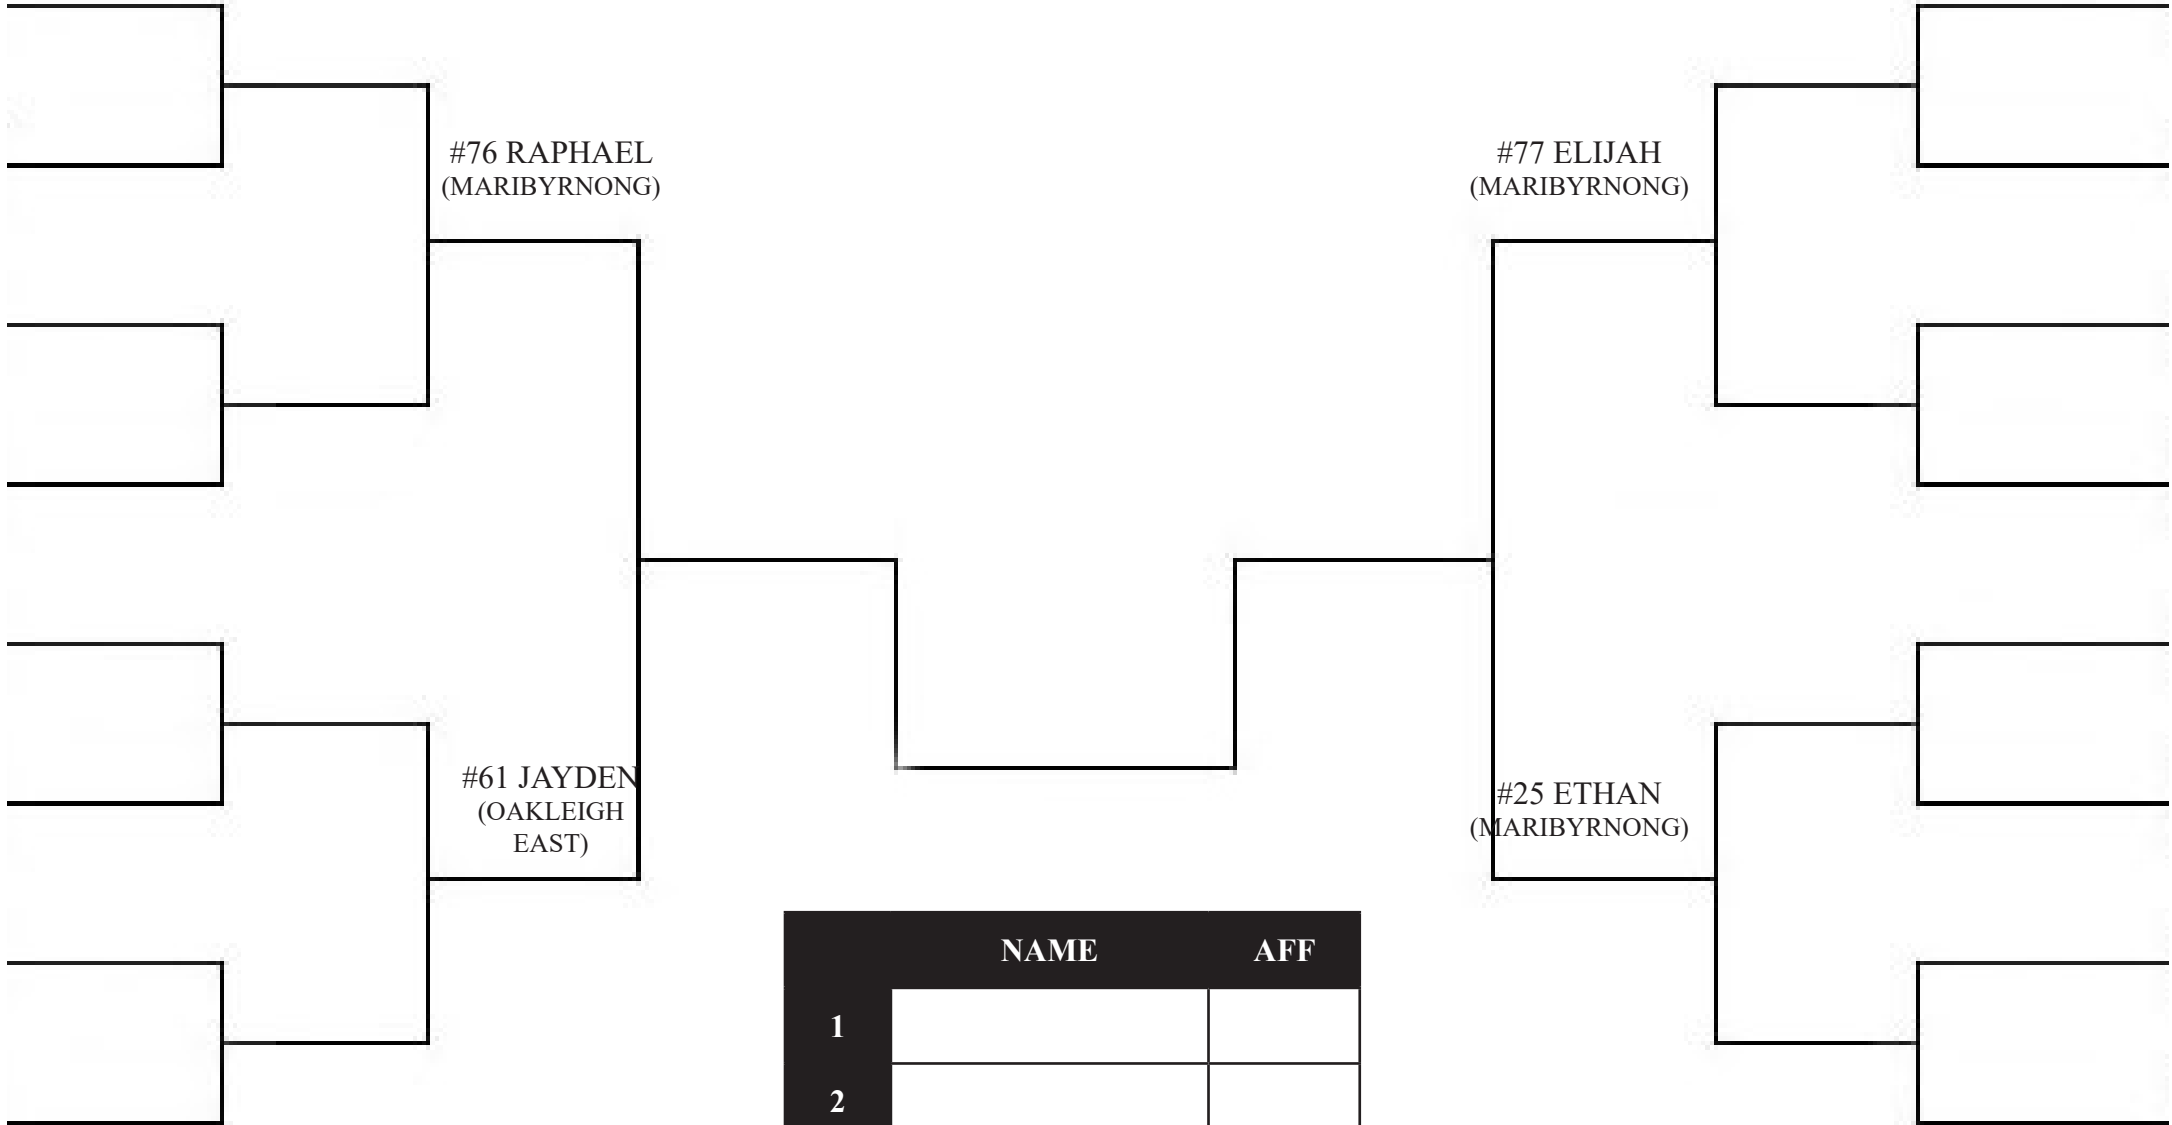 #76 RAPHAEL
(MARIBYRNONG)
#77 ELIJAH
(MARIBYRNONG)
#61 JAYDEN
(OAKLEIGH
EAST)
#25 ETHAN
(MARIBYRNONG)
NAME AFF
1
2